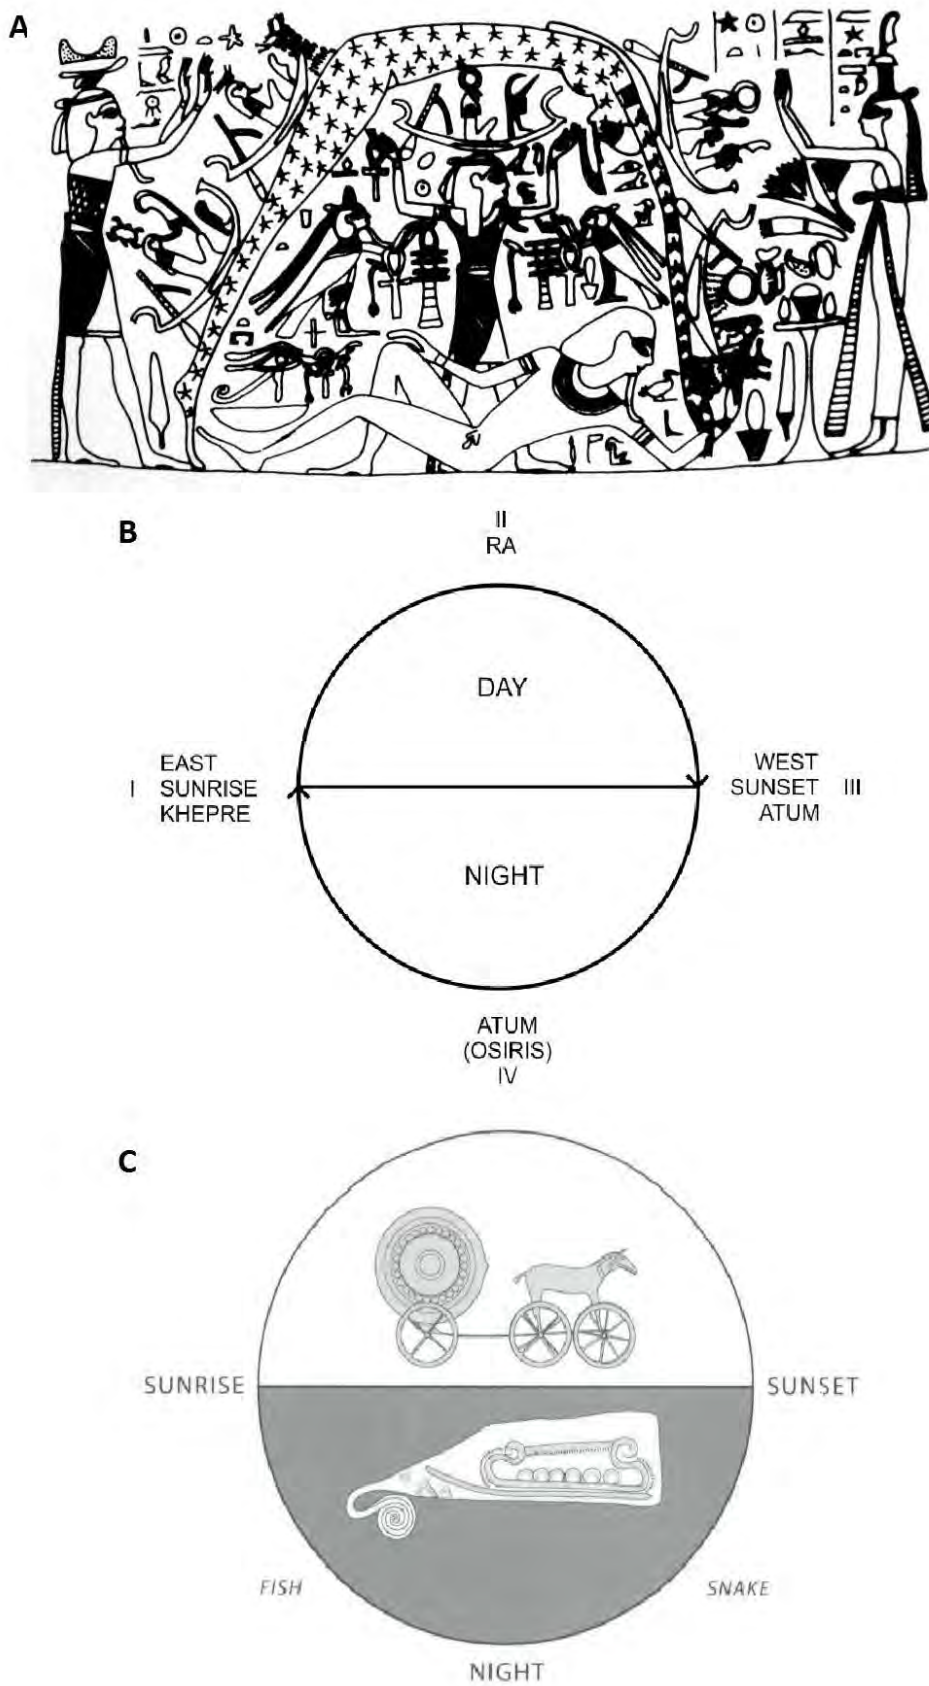 A
B
II
RA
DAY
EAST
I SUNRISE
KHEPRE
WEST
SUNSET III
ATUM
NIGHT
ATUM
(OSIRIS)
IV
C
SUNRISE
SUNSET
FISH
SNAKE
NIGHT